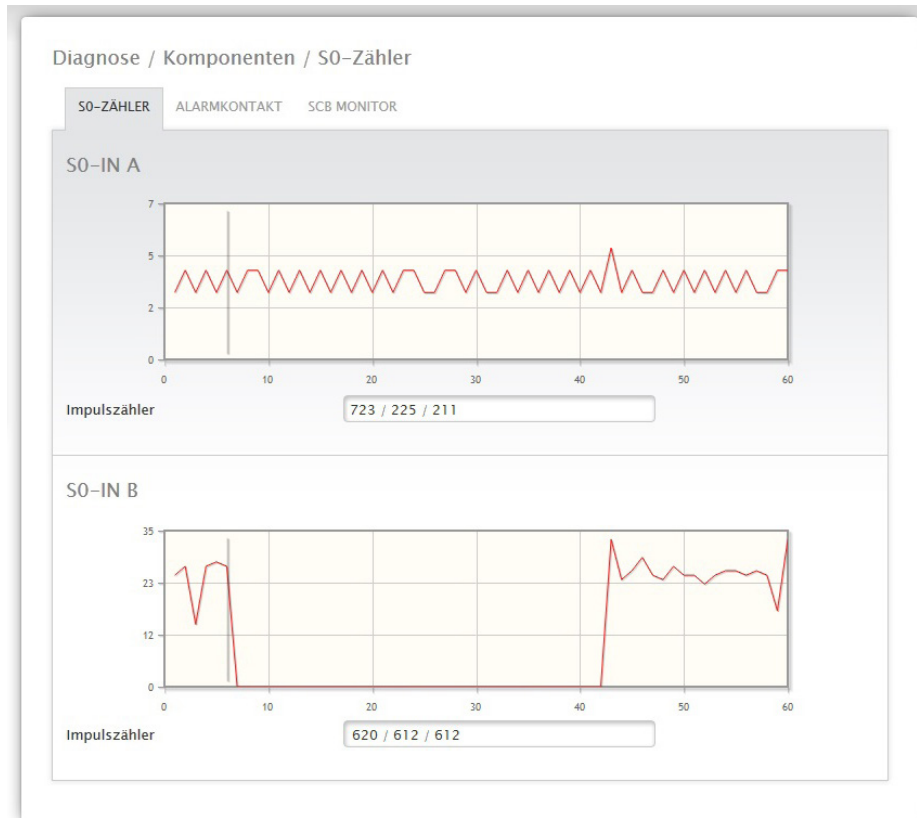 Diagnose / Komponenten / S0-Zähler
S0-ZÄHLER ALARMKONTAKT SCB MONITOR
S0-IN A
7
5
2
0
0 10 20 30 40 50 60
Impulszähler 723 / 225 / 211
S0-IN B
35
23
12
0
0 10 20 30 40 50 60
Impulszähler 620 / 612 / 612